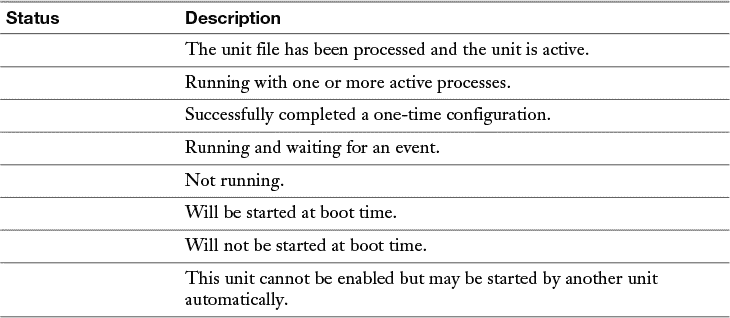 Status Description
The unit file has been processed and the unit is active.
Running with one or more active processes.
Successfully completed a one-time configuration.
Running and waiting for an event.
Not running.
Will be started at boot time.
Will not be started at boot time.
This unit cannot be enabled but may be started by another unit
automatically.